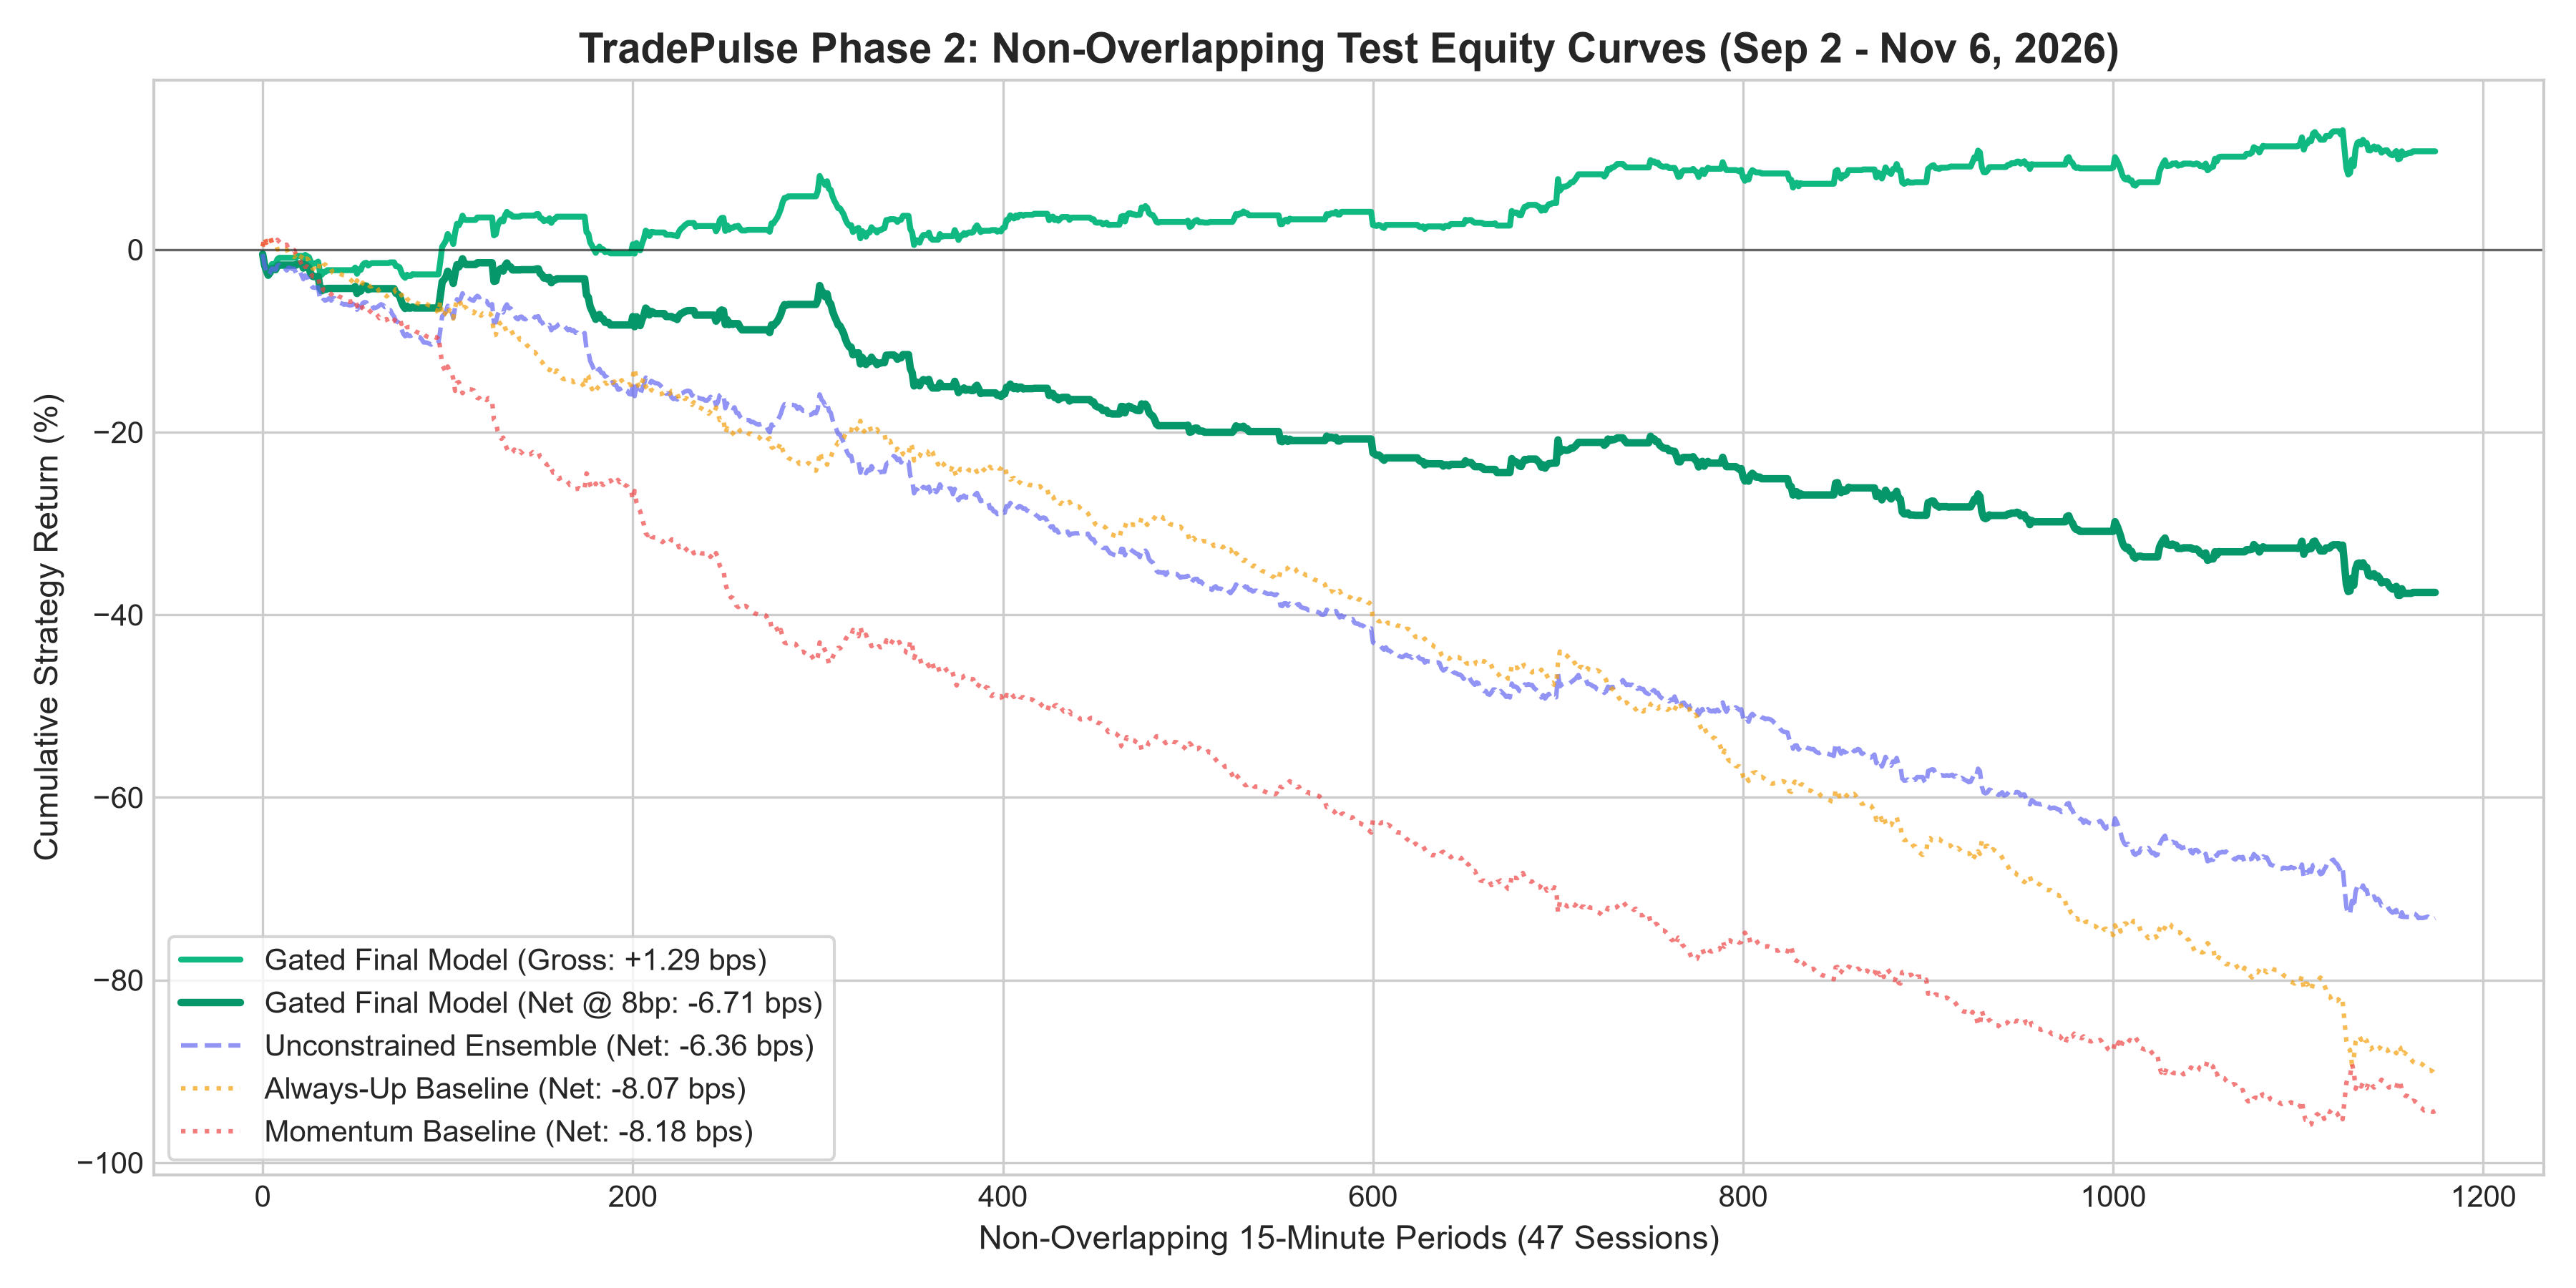 TradePulse Phase 2: Non-Overlapping Test Equity Curves (Sep 2 - Nov 6, 2026)
Cumulative Strategy Return (%)
0
−20
−40
−60
−80
−100
Gated Final Model (Gross: +1.29 bps)
Gated Final Model (Net @ 8bp: -6.71 bps)
Unconstrained Ensemble (Net: -6.36 bps)
Always-Up Baseline (Net: -8.07 bps)
Momentum Baseline (Net: -8.18 bps)
0 200 400 600 800 1000 1200
Non-Overlapping 15-Minute Periods (47 Sessions)